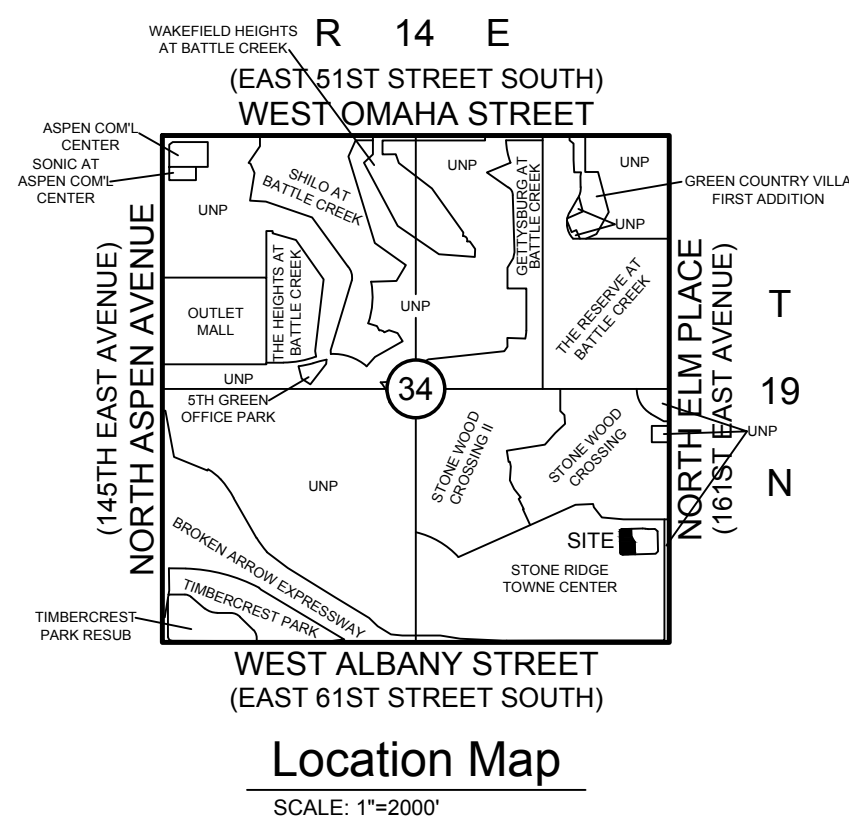 WAKEFIELD HEIGHTS
AT BATTLE CREEK
R 14 E
(EAST 51ST STREET SOUTH)
WEST OMAHA STREET
ASPEN COM'L
CENTER
SONIC AT
ASPEN COM'L
CENTER
UNP
SHILO AT
BATTLE CREEK
UNP
GETTYSBURG AT
BATTLE CREEK
UNP
GREEN COUNTRY VILLA
FIRST ADDITION
UNP
(145TH EAST AVENUE)
NORTH ASPEN AVENUE
OUTLET
MALL
THE HEIGHTS AT
BATTLE CREEK
UNP
THE RESERVE AT
BATTLE CREEK
NORTH ELM PLACE
(161ST EAST AVENUE)
T
19
N
UNP
5TH GREEN
OFFICE PARK
34
UNP
UNP
STONE WOOD
CROSSING II
STONE WOOD
CROSSING
BROKEN ARROW EXPRESSWAY
SITE
STONE RIDGE
TOWNE CENTER
TIMBERCREST PARK
TIMBERCREST
PARK RESUB
WEST ALBANY STREET
(EAST 61ST STREET SOUTH)
Location Map
SCALE: 1"=2000'